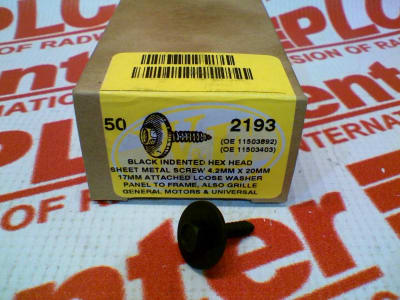 50 2193
(OE 11503892)
(OE 11503403)
BLACK INDENTED HEX HEAD
SHEET METAL SCREW 4.2MM X 20MM
17MM ATTACHED LOOSE WASHER
PANEL TO FRAME, ALSO GRILLE
GENERAL MOTORS & UNIVERSAL
PLC